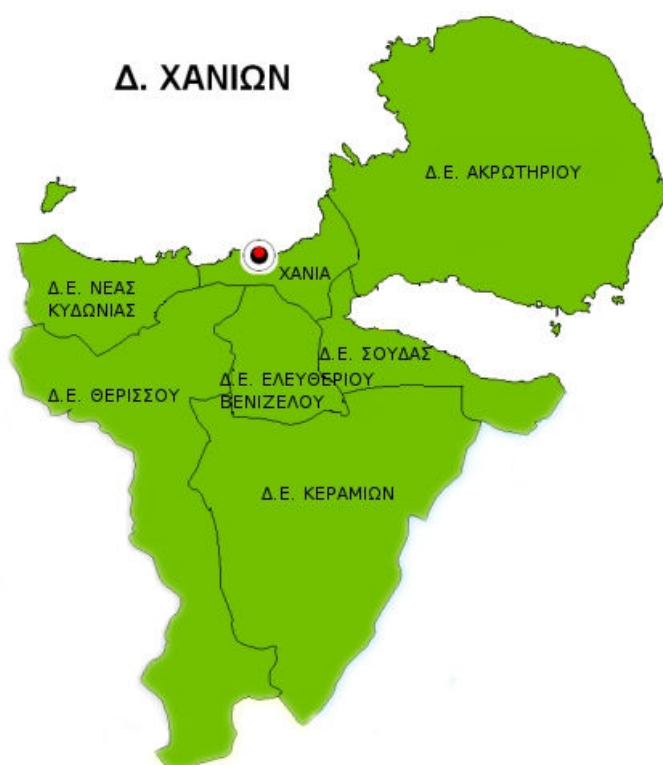 Δ. ΧΑΝΙΩΝ
Δ.Ε. ΑΚΡΩΤΗΡΙΟΥ
ΧΑΝΙΑ
Δ.Ε. ΝΕΑΣ
ΚΥΔΩΝΙΑΣ
Δ.Ε. ΣΟΥΔΑΣ
Δ.Ε. ΘΕΡΙΣΣΟΥ
Δ.Ε. ΕΛΕΥΘΕΡΙΟΥ
ΒΕΝΙΖΕΛΟΥ
Δ.Ε. ΚΕΡΑΜΙΩΝ